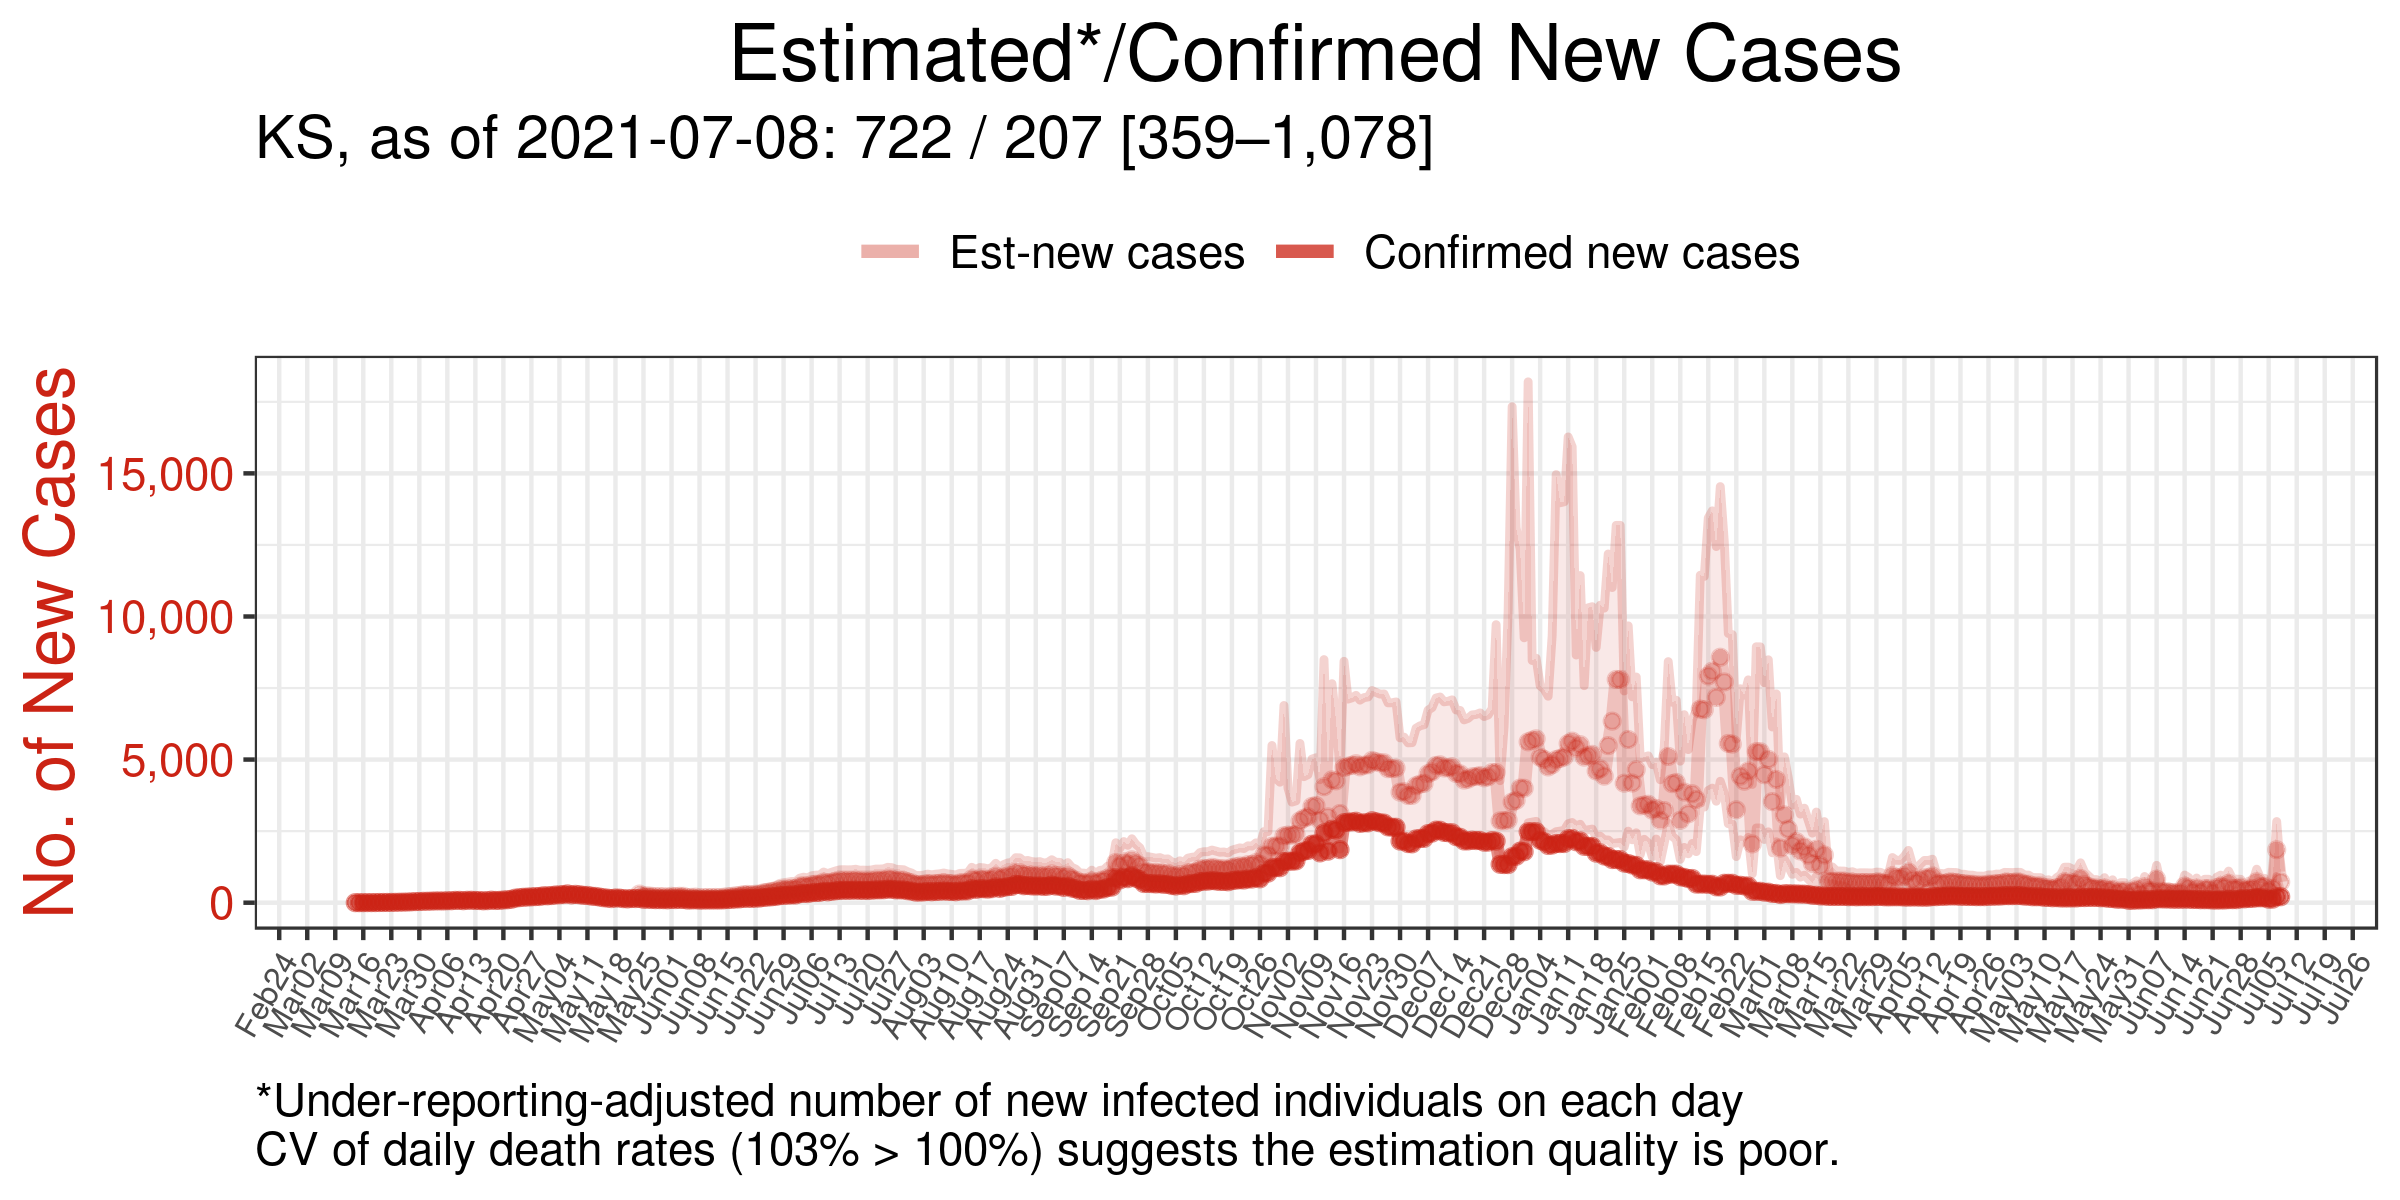 Estimated*/Confirmed New Cases
KS, as of 2021-07-08: 722 / 207 [359–1,078]
Est-new cases
Confirmed new cases
No. of New Cases
15,000
10,000
5,000
0
Feb24
Mar02
Mar09
Mar16
Mar23
Mar30
Apr06
Apr13
Apr20
Apr27
May04
May11
May18
May25
Jun01
Jun08
Jun15
Jun22
Jun29
Jul06
Jul13
Jul20
Jul27
Aug03
Aug10
Aug17
Aug24
Aug31
Sep07
Sep14
Sep21
Sep28
Oct05
Oct12
Oct19
Oct26
Nov02
Nov09
Nov16
Nov23
Nov30
Dec07
Dec14
Dec21
Dec28
Jan04
Jan11
Jan18
Jan25
Feb01
Feb08
Feb15
Feb22
Mar01
Mar08
Mar15
Mar22
Mar29
Apr05
Apr12
Apr19
Apr26
May03
May10
May17
May24
May31
Jun07
Jun14
Jun21
Jun28
Jul05
Jul12
Jul19
Jul26
*Under-reporting-adjusted number of new infected individuals on each day
CV of daily death rates (103% > 100%) suggests the estimation quality is poor.